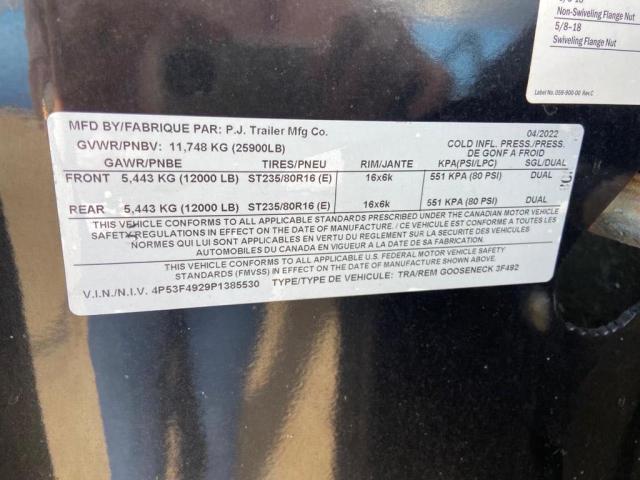 Non-Swiveling Flange Nut
5/8-18
Swiveling Flange Nut
Label No. 059-900-00 Rev.C
MFD BY/FABRIQUE PAR: P.J. Trailer Mfg Co. 04/2022
GVWR/PNBV: 11,748 KG (25900LB) COLD INFL. PRESS./PRESS. DE GONF A FROID
GAWR/PNBE TIRES/PNEU RIM/JANTE KPA(PSI/LPC) SGL/DUAL
FRONT 5,443 KG (12000 LB) ST235/80R16 (E) 16x6k 551 KPA (80 PSI) DUAL
REAR 5,443 KG (12000 LB) ST235/80R16 (E) 16x6k 551 KPA (80 PSI) DUAL
THIS VEHICLE CONFORMS TO ALL APPLICABLE STANDARDS PRESCRIBED UNDER THE CANADIAN MOTOR VEHICLE
SAFETY REGULATIONS IN EFFECT ON THE DATE OF MANUFACTURE. / CE VEHICULE EST CONFORME A TOUTES LES
NORMES QUI LUI SONT APPLICABLES EN VERTU DU REGLEMENT SUR LA SECURITE DES VEHICULES
AUTOMOBILES DU CANADA EN VIGUEUR A LA DATE DE SA FABRICATION.
THIS VEHICLE CONFORMS TO ALL APPLICABLE U.S. FEDERAL MOTOR VEHICLE SAFETY
STANDARDS (FMVSS) IN EFFECT ON THE DATE OF MANUFACTURE SHOWN ABOVE.
V.I.N./N.I.V. 4P53F4929P1385530 TYPE/TYPE DE VEHICULE: TRA/REM GOOSENECK 3F492